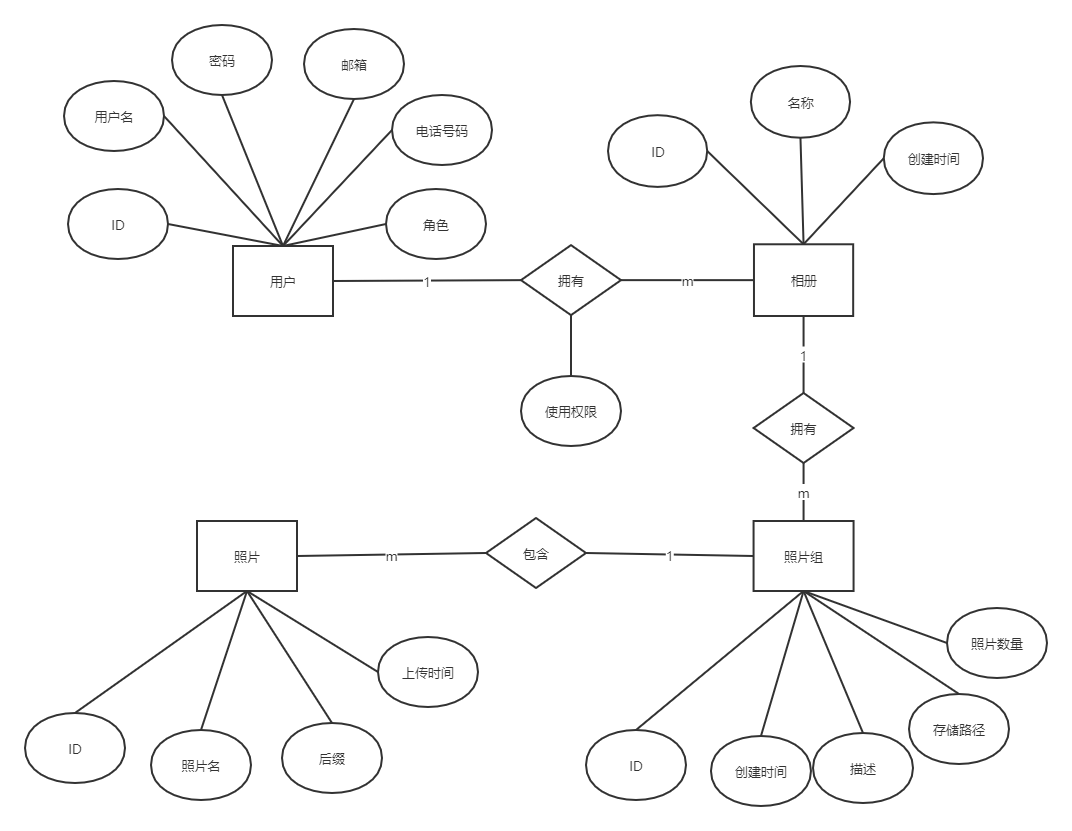 密码
邮箱
名称
用户名
电话号码
ID
创建时间
ID
角色
用户
1
拥有
m
相册
1
使用权限
拥有
m
照片
m
包含
1
照片组
照片数量
上传时间
存储路径
ID
照片名
后缀
ID
创建时间
描述